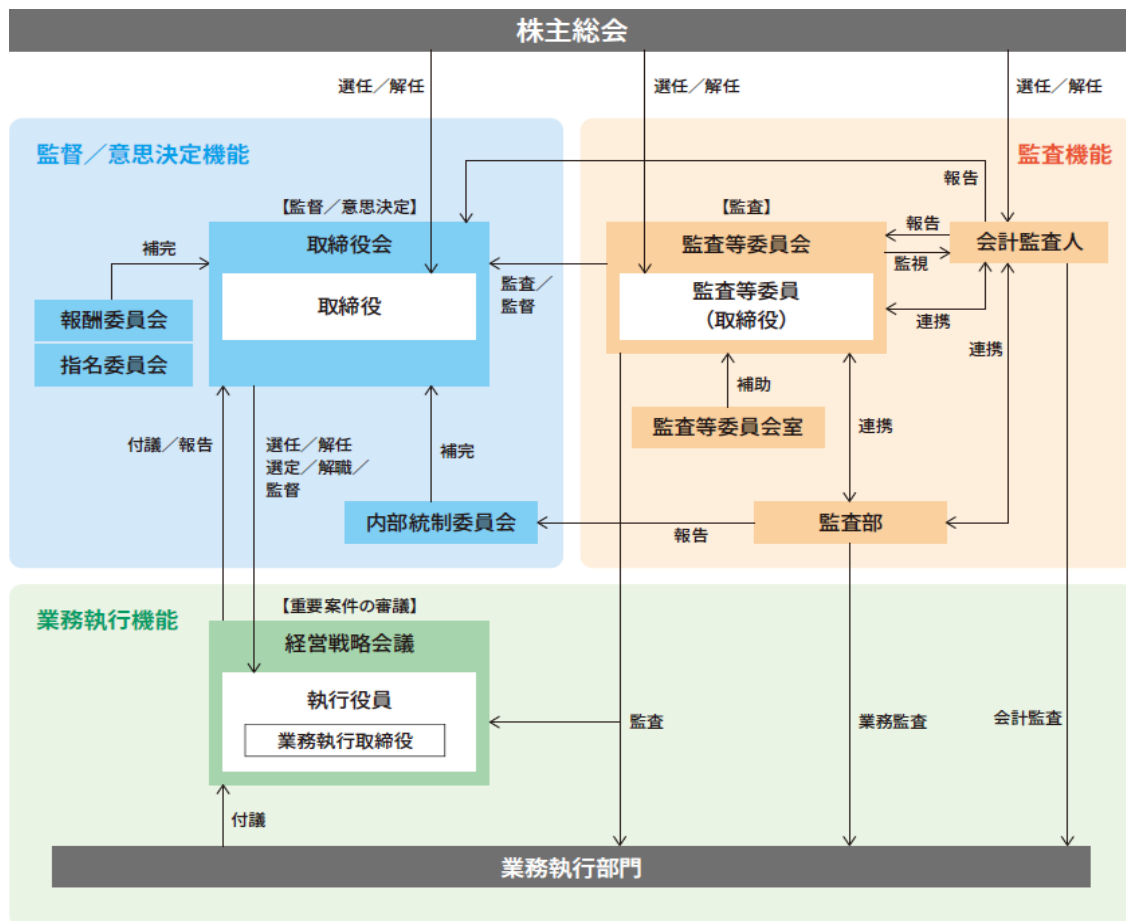 株主総会
選任／解任
選任／解任
選任／解任
監督／意思決定機能
監査機能
報告
【監督／意思決定】
【監査】
取締役会
監査等委員会
報告
会計監査人
補完
監視
監査／
監督
取締役
監査等委員
（取締役）
報酬委員会
連携
連携
指名委員会
補助
付議／報告
選任／解任
選定／解職／
監督
補完
監査等委員会室
連携
内部統制委員会
報告
監査部
業務執行機能
【重要案件の審議】
経営戦略会議
執行役員
業務執行取締役
監査
業務監査
会計監査
付議
業務執行部門